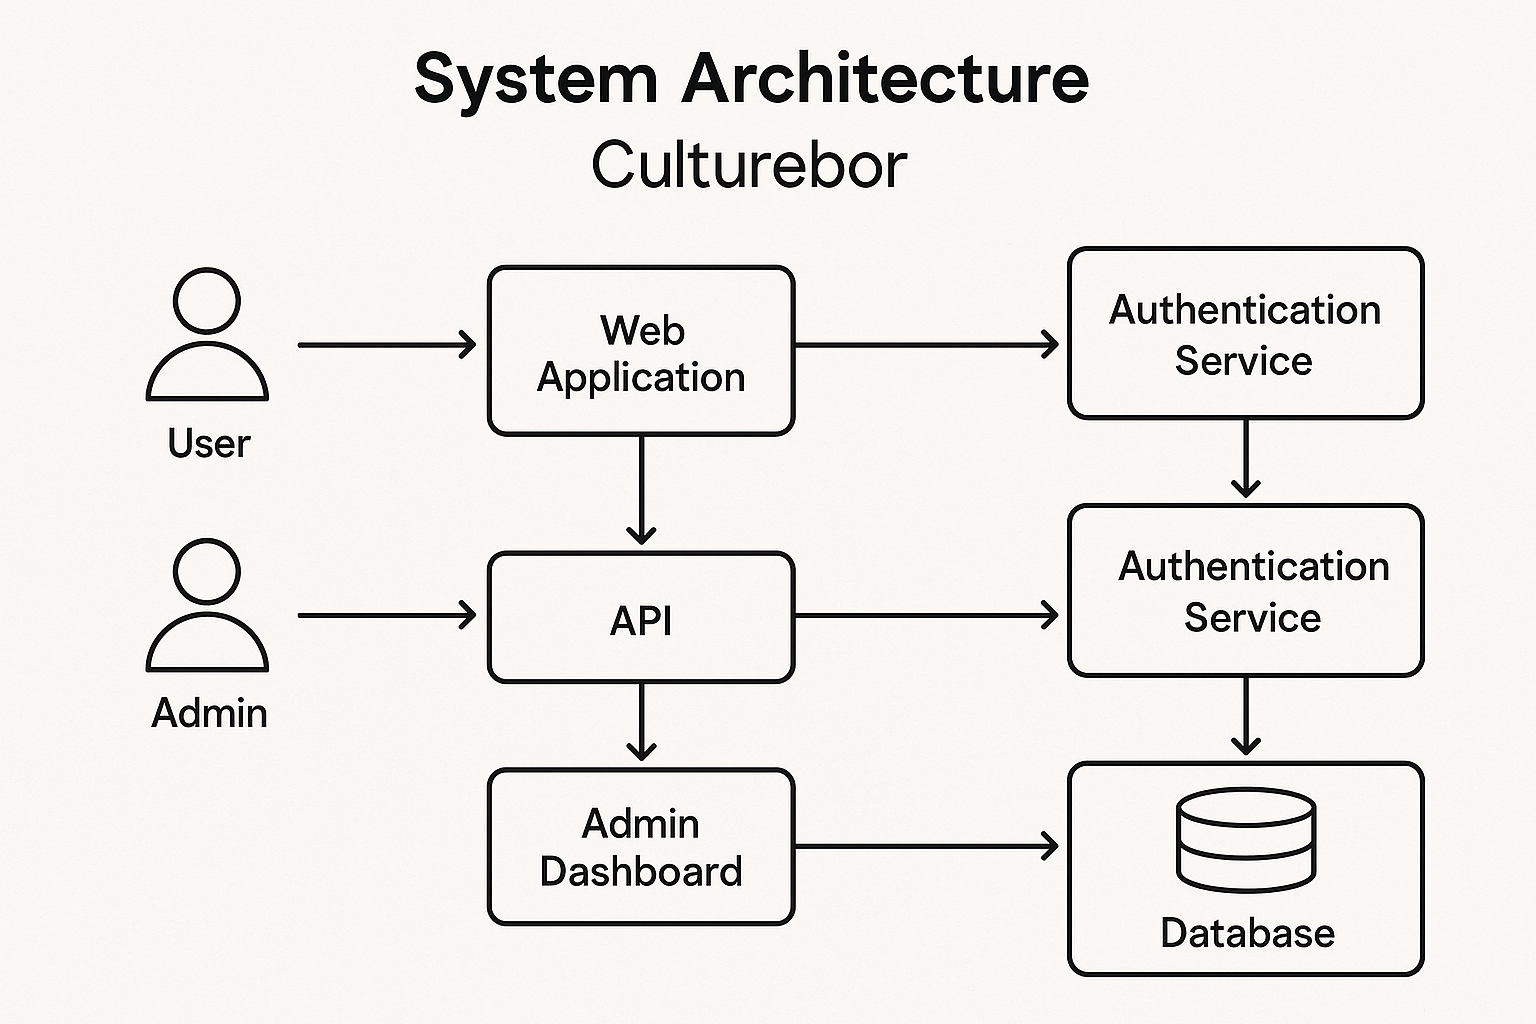 System Architecture
Culturebor
User
Web
Application
Authentication
Service
Admin
API
Authentication
Service
Admin
Dashboard
Database